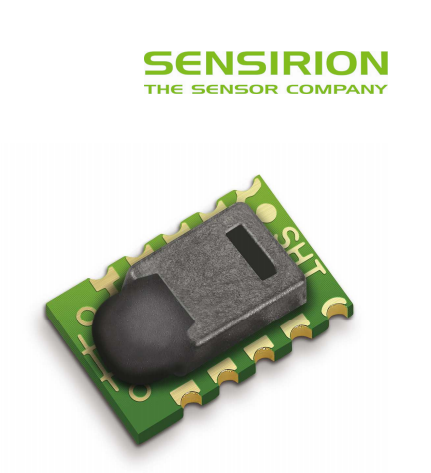 SENSIRION
THE SENSOR COMPANY
SHT